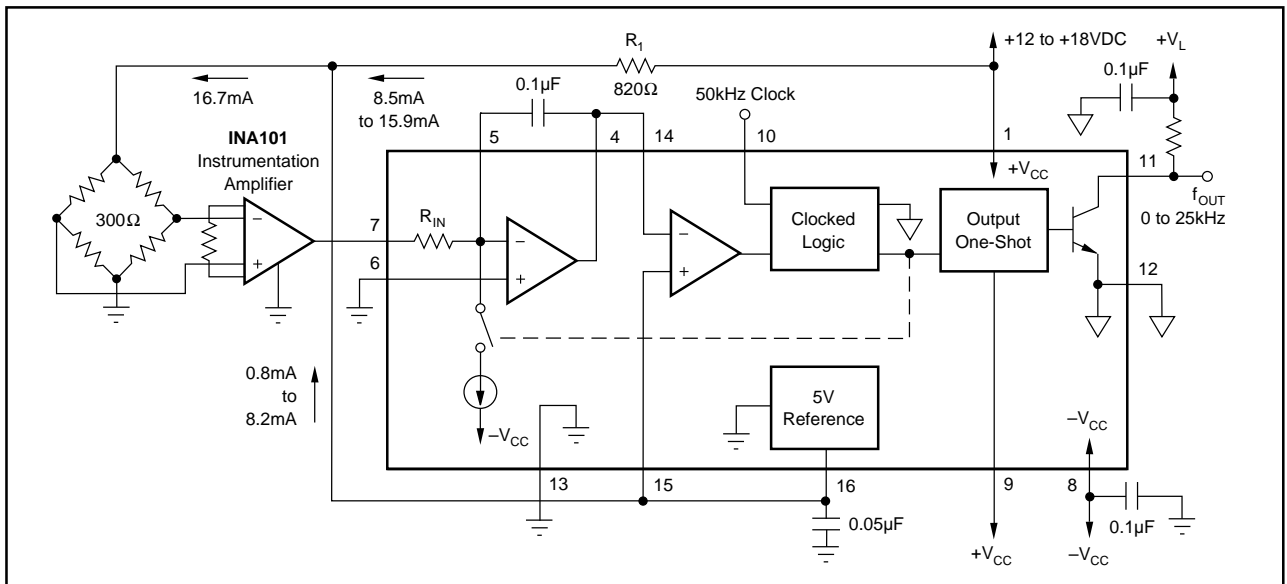 R1
820Ω
+12 to +18VDC
+VL
16.7mA
8.5mA
to 15.9mA
0.1µF
50kHz Clock
0.1µF
INA101
Instrumentation
Amplifier
5
4
14
10
1
11
+VCC
fOUT
0 to 25kHz
300Ω
−
+
7
RIN
6
−
+
−
+
Clocked
Logic
Output
One-Shot
12
0.8mA
to
8.2mA
−VCC
5V
Reference
−VCC
13
15
16
9
8
0.05µF
0.1µF
+VCC
−VCC